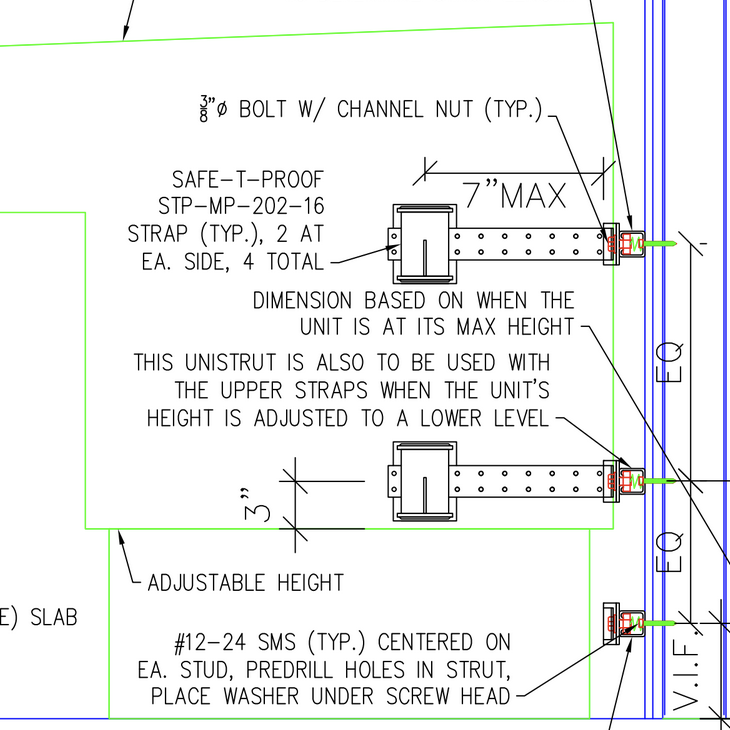 3/8"ø BOLT W/ CHANNEL NUT (TYP.)
SAFE-T-PROOF
STP-MP-202-16
STRAP (TYP.), 2 AT
EA. SIDE, 4 TOTAL
7"MAX
DIMENSION BASED ON WHEN THE
UNIT IS AT ITS MAX HEIGHT
EQ
THIS UNISTRUT IS ALSO TO BE USED WITH
THE UPPER STRAPS WHEN THE UNIT'S
HEIGHT IS ADJUSTED TO A LOWER LEVEL
3"
EQ
ADJUSTABLE HEIGHT
E) SLAB
#12-24 SMS (TYP.) CENTERED ON
EA. STUD, PREDRILL HOLES IN STRUT,
PLACE WASHER UNDER SCREW HEAD
V.I.F.